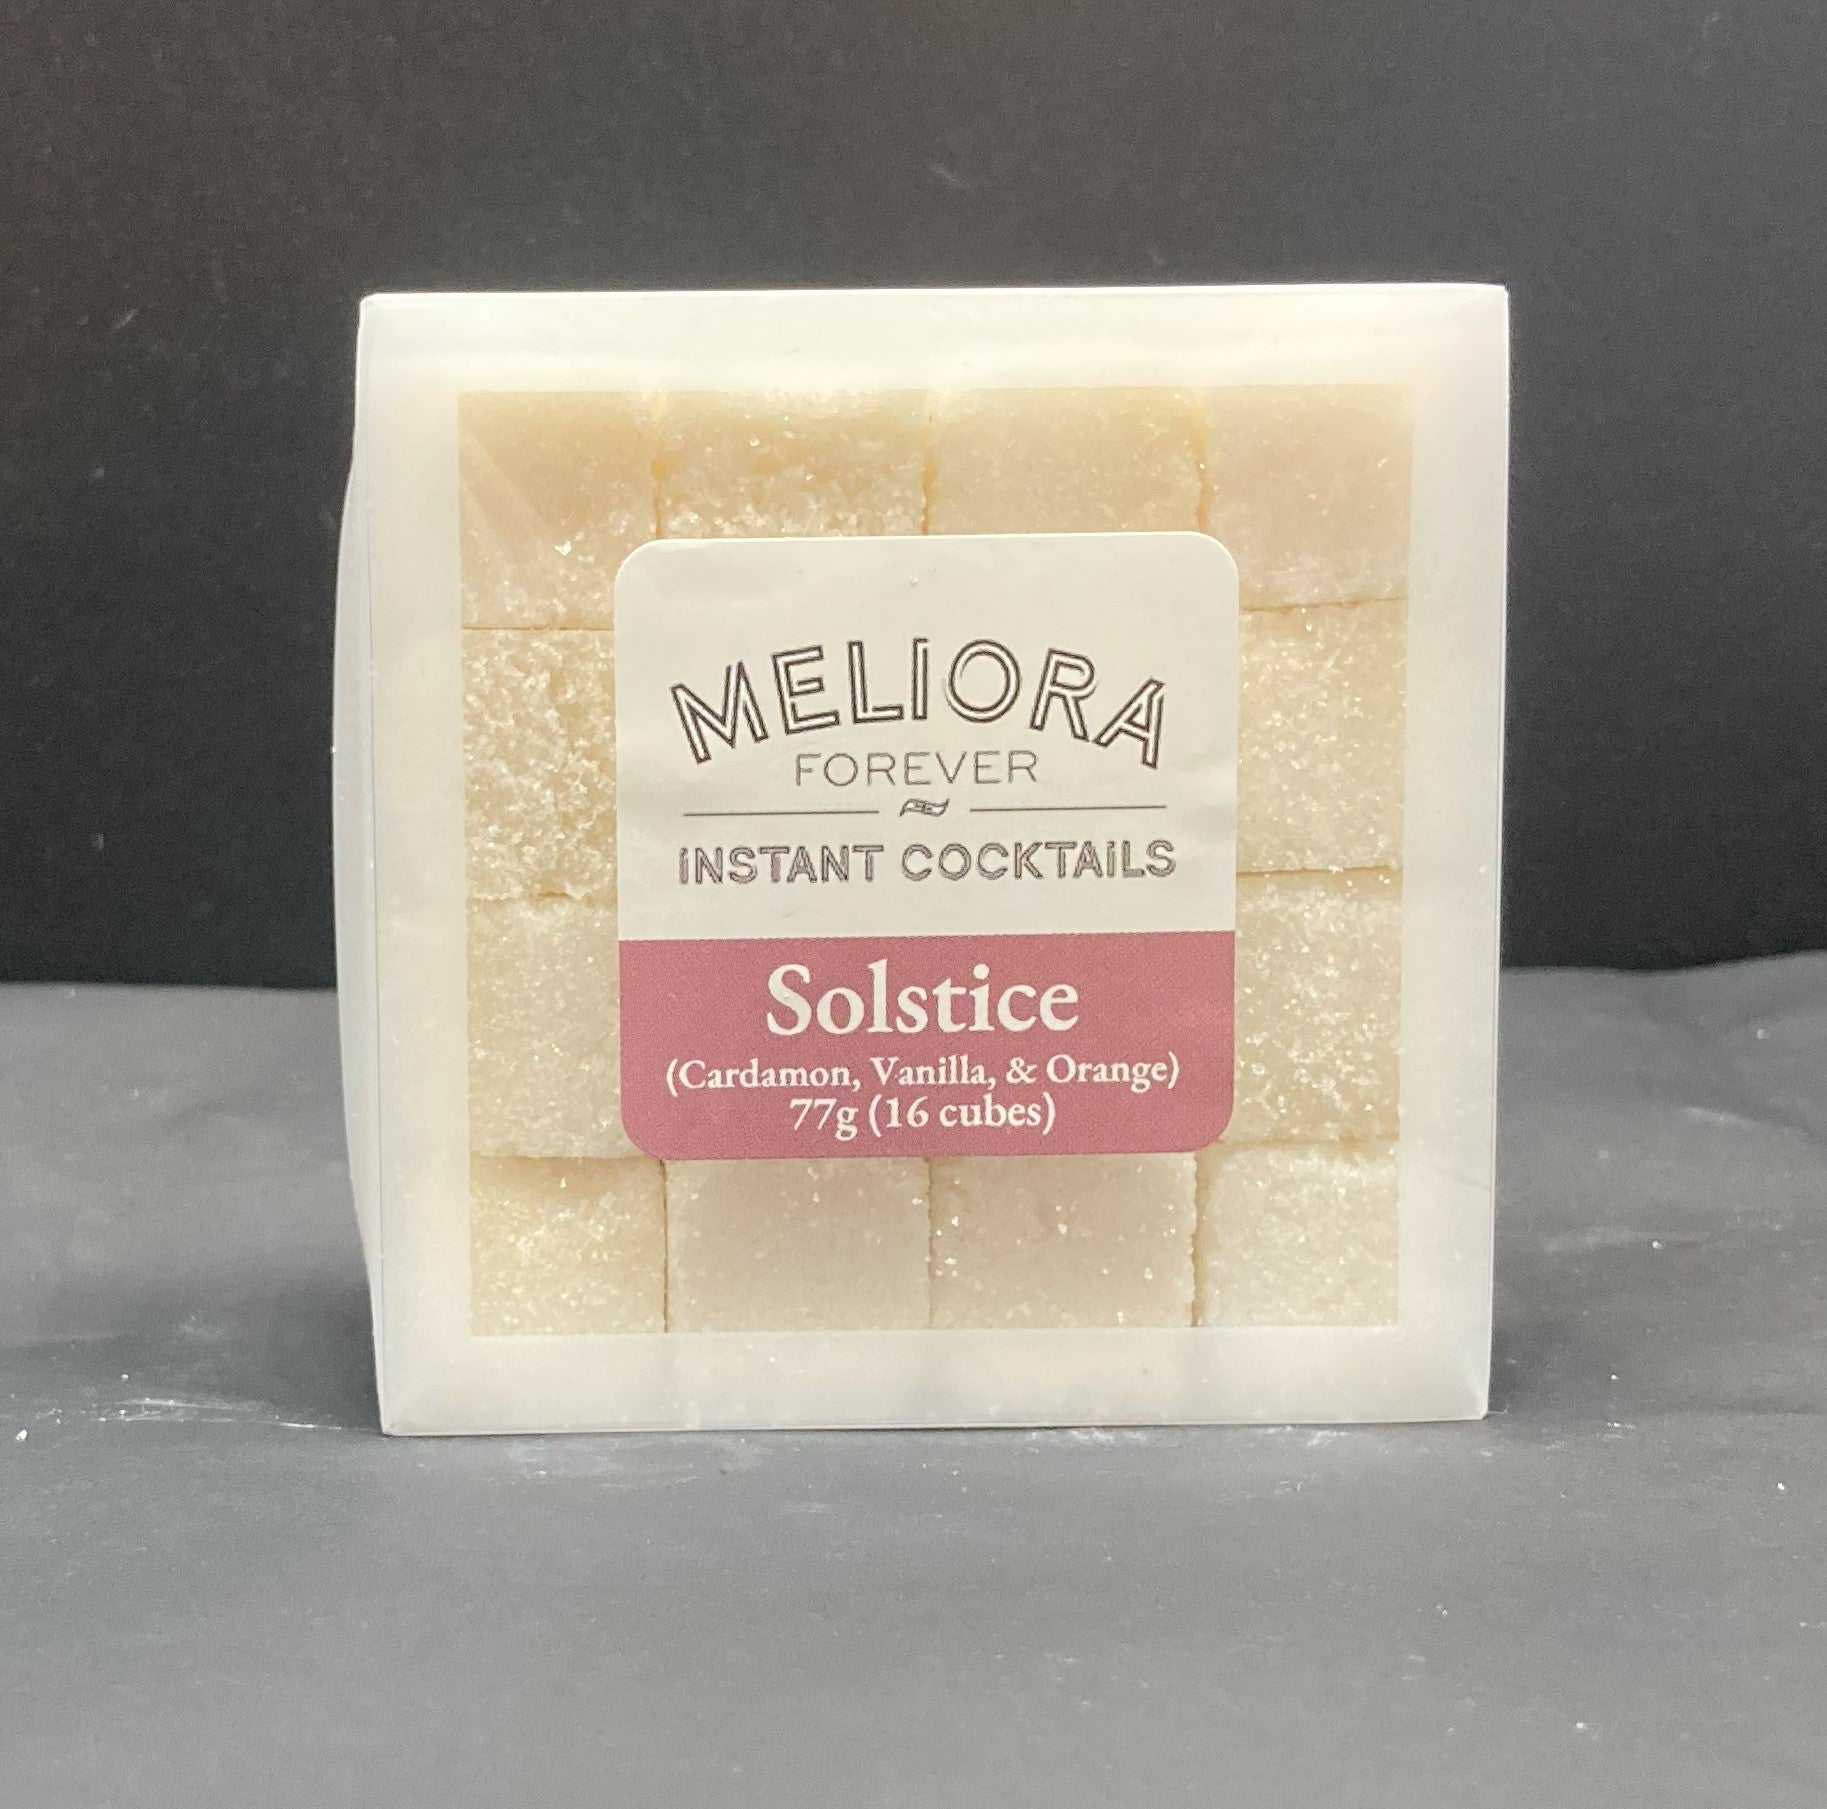 MELiORA
FOREVER
iNSTANT COCKTAiLS
Solstice
(Cardamon, Vanilla, & Orange)
77g (16 cubes)